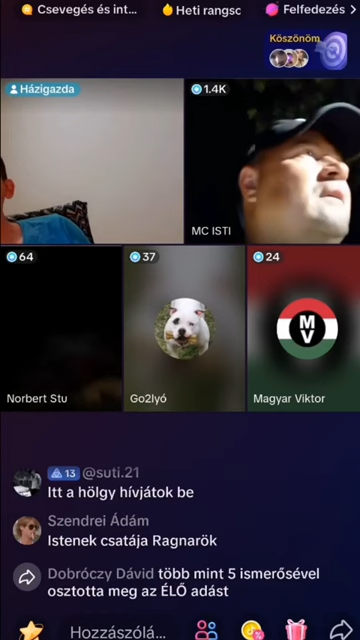 Csevegés és int...
Heti rangsc
Felfedezés
Köszönöm
Házigazda
1.4K
MC ISTI
64
37
24
M
V
Norbert Stu
Go2lyó
Magyar Viktor
13 @suti.21
Itt a hölgy hívjátok be
Szendrei Ádám
Istenek csatája Ragnarök
Dobróczy Dávid több mint 5 ismerősével
osztotta meg az ÉLŐ adást
Hozzászólá...